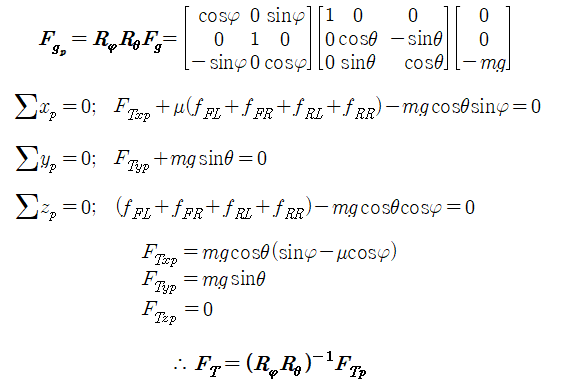 F_{g_p} = R_φ R_θ F_g = [cosφ 0 sinφ; 0 1 0; −sinφ 0 cosφ] [1 0 0; 0 cosθ −sinθ; 0 sinθ cosθ] [0; 0; −mg]
∑x_p = 0; F_{Txp} + μ(f_{FL} + f_{FR} + f_{RL} + f_{RR}) − mg cosθ sinφ = 0
∑y_p = 0; F_{Typ} + mg sinθ = 0
∑z_p = 0; (f_{FL} + f_{FR} + f_{RL} + f_{RR}) − mg cosθ cosφ = 0
F_{Txp} = mg cosθ(sinφ − μcosφ)
F_{Typ} = mg sinθ
F_{Tzp} = 0
∴ F_T = (R_φ R_θ)^{−1} F_{Tp}